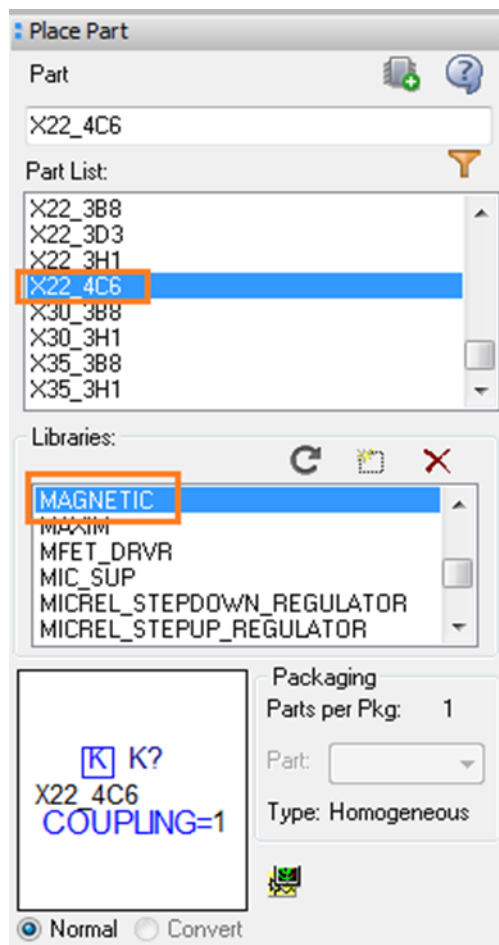 Place Part
Part
X22_4C6
Part List:
X22_3B8
X22_3D3
X22_3H1
X22_4C6
X30_3B8
X30_3H1
X35_3B8
X35_3H1
Libraries:
MAGNETIC
MAXIM
MFET_DRVR
MIC_SUP
MICREL_STEPDOWN_REGULATOR
MICREL_STEPUP_REGULATOR
Packaging
Parts per Pkg: 1
Part:
Type: Homogeneous
K K?
X22_4C6
COUPLING=1
Normal Convert